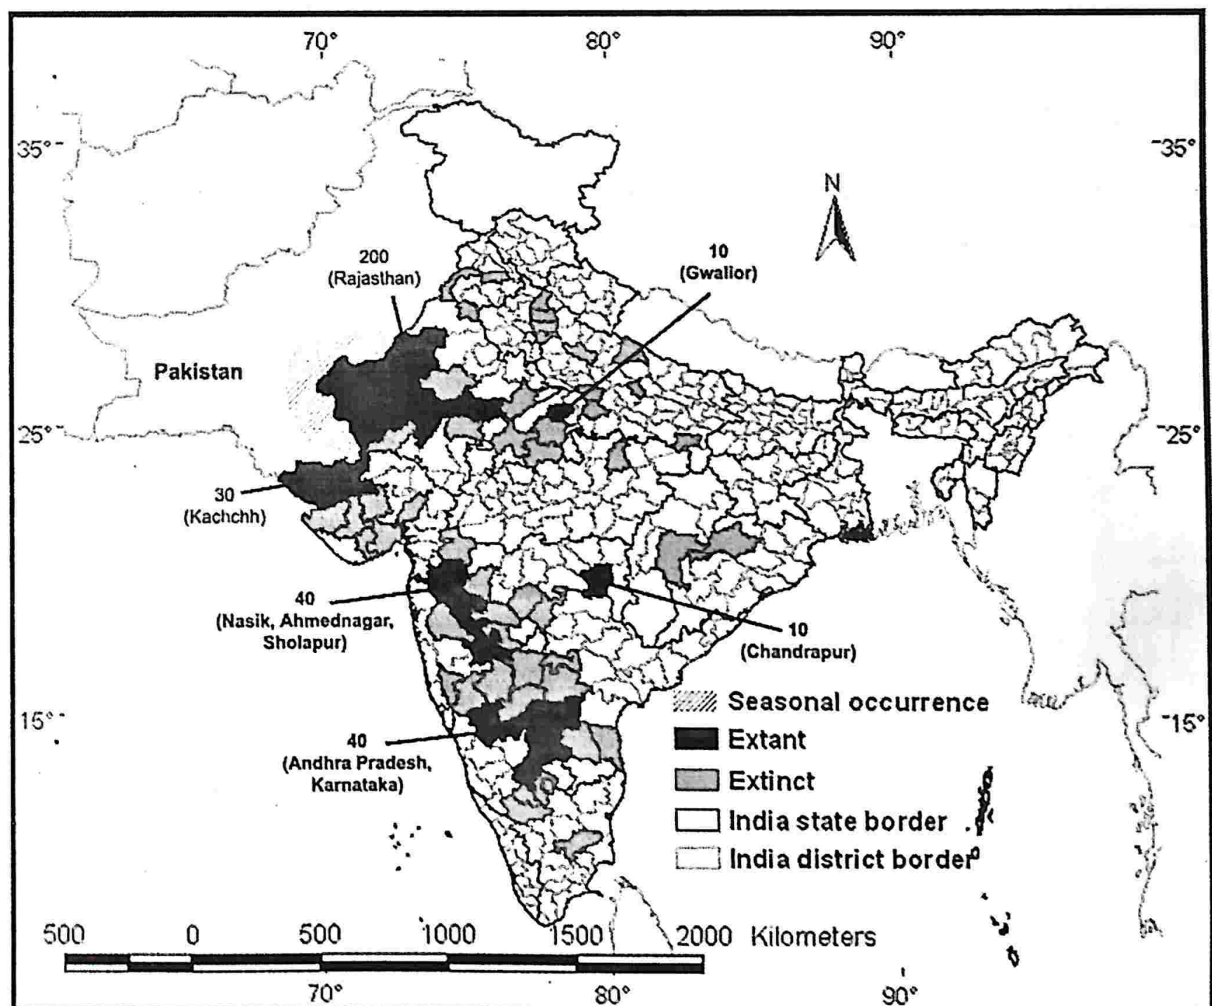 70°
80°
90°
35°
35°
N
200
(Rajasthan)
10
(Gwalior)
Pakistan
25°
25°
30
(Kachchh)
40
(Nasik, Ahmednagar,
Sholapur)
10
(Chandrapur)
Seasonal occurrence
15°
15°
Extant
40
(Andhra Pradesh,
Karnataka)
Extinct
India state border
India district border
500
0
500
1000
1500
2000
Kilometers
70°
80°
90°